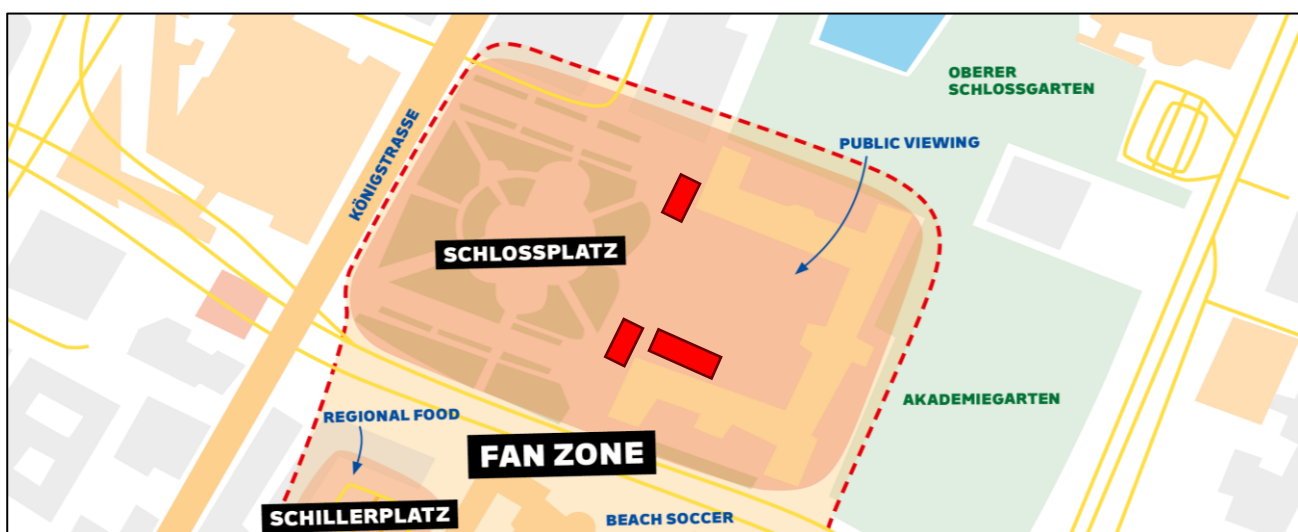 OBERER
SCHLOSSGARTEN
PUBLIC VIEWING
KÖNIGSTRASSE
SCHLOSSPLATZ
AKADEMIEGARTEN
REGIONAL FOOD
FAN ZONE
SCHILLERPLATZ
BEACH SOCCER